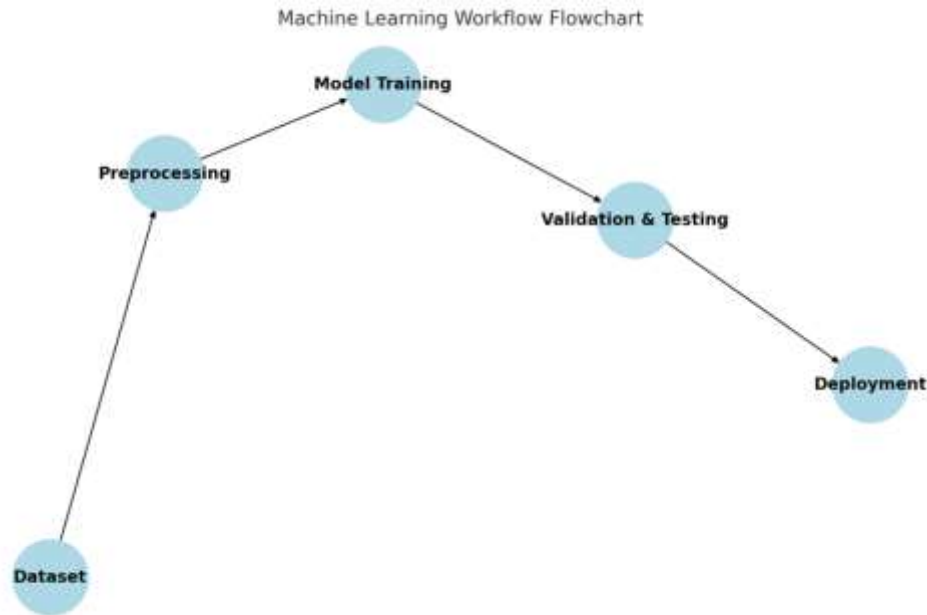 Machine Learning Workflow Flowchart
Model Training
Preprocessing
Validation & Testing
Deployment
Dataset